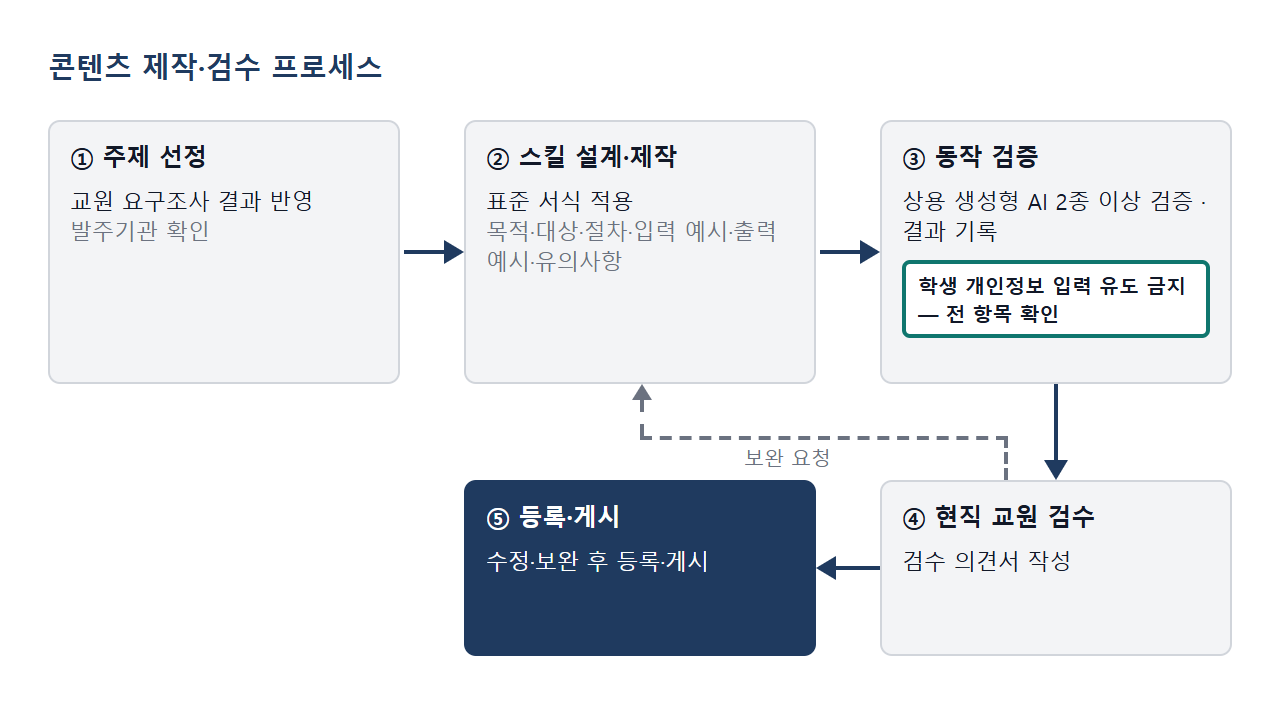 콘텐츠 제작·검수 프로세스
① 주제 선정
교원 요구조사 결과 반영
발주기관 확인
② 스킬 설계·제작
표준 서식 적용
목적·대상·절차·입력 예시·출력
예시·유의사항
③ 동작 검증
상용 생성형 AI 2종 이상 검증 ·
결과 기록
학생 개인정보 입력 유도 금지
— 전 항목 확인
보완 요청
④ 현직 교원 검수
검수 의견서 작성
⑤ 등록·게시
수정·보완 후 등록·게시